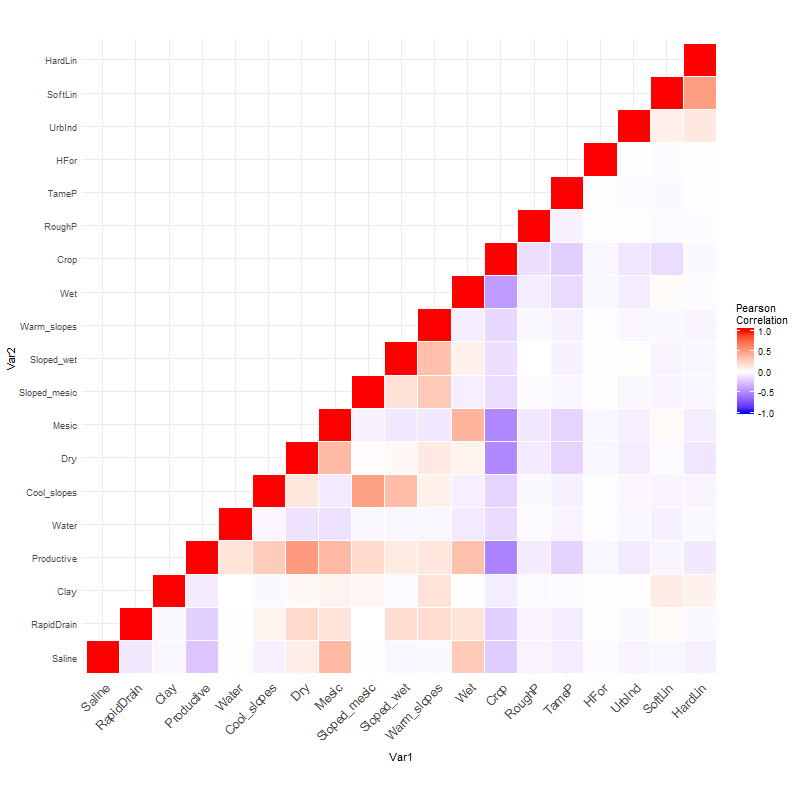 HardLin
SoftLin
UrbInd
HFor
TameP
RoughP
Crop
Wet
Warm_slopes
Sloped_wet
Sloped_mesic
Mesic
Dry
Cool_slopes
Water
Productive
Clay
RapidDrain
Saline
Var2
Saline
RapidDrain
Clay
Productive
Water
Cool_slopes
Dry
Mesic
Sloped_mesic
Sloped_wet
Warm_slopes
Wet
Crop
RoughP
TameP
HFor
UrbInd
SoftLin
HardLin
Var1
Pearson
Correlation
1.0
0.5
0.0
-0.5
-1.0